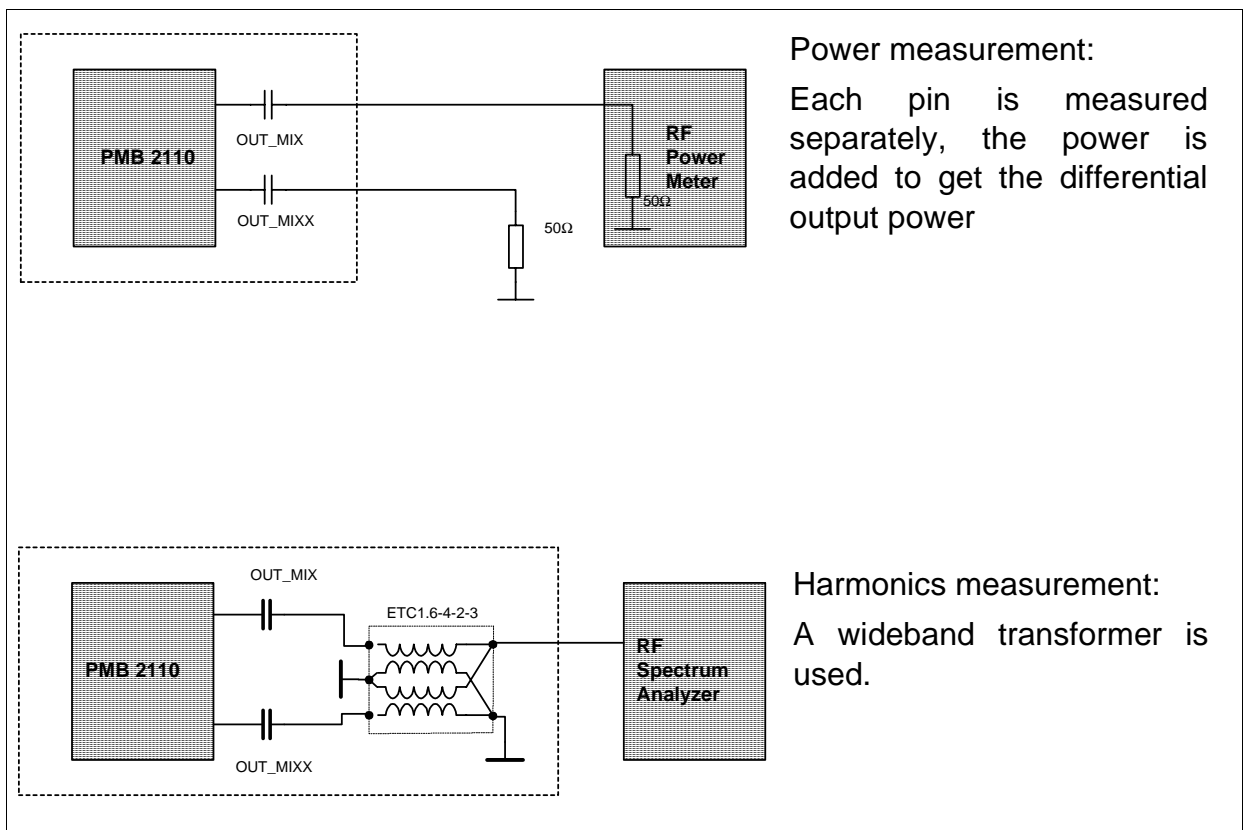 Power measurement:
Each pin is measured
separately, the power is
added to get the differential
output power
PMB 2110
OUT_MIX
OUT_MIXX
50Ω
RF
Power
Meter
50Ω
Harmonics measurement:
A wideband transformer is
used.
PMB 2110
OUT_MIX
OUT_MIXX
ETC1.6-4-2-3
RF
Spectrum
Analyzer